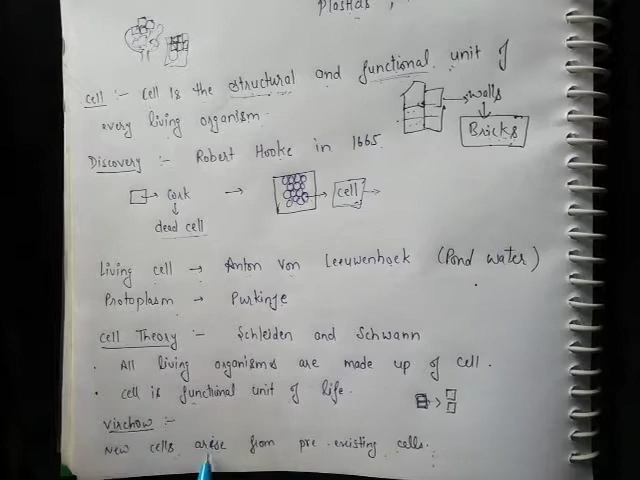 Plastids,
Cell :- Cell is the structural and functional unit of
every living organism.
walls
Bricks
Discovery :- Robert Hooke in 1665.
Cork
cell
dead cell
Living cell → Anton Von Leeuwenhoek (Pond water)
Protoplasm → Purkinje
Cell Theory :- Schleiden and Schwann
. All living organisms are made up of cell.
. Cell is functional unit of life.
Virchow :-
New cells arise from pre-existing cells.